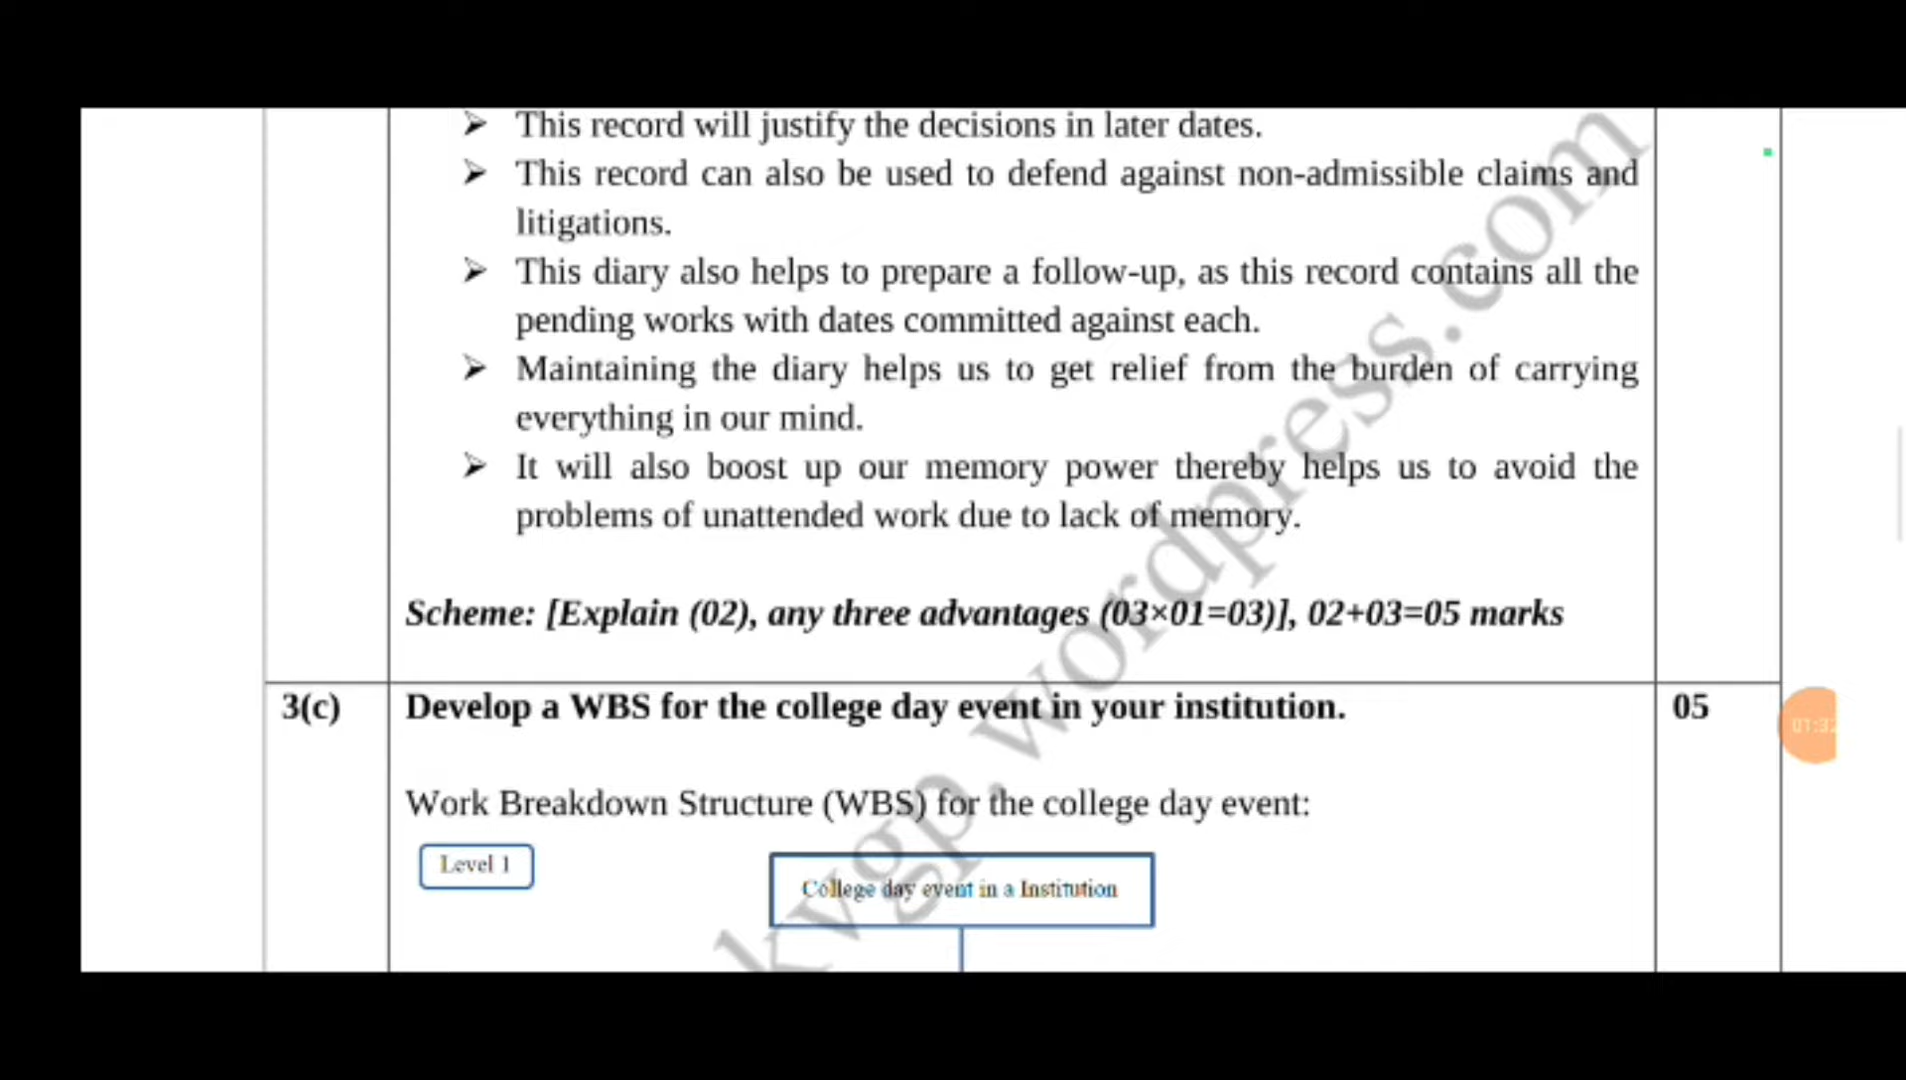 ➢ This record will justify the decisions in later dates.
➢ This record can also be used to defend against non-admissible claims and
litigations.
➢ This diary also helps to prepare a follow-up, as this record contains all the
pending works with dates committed against each.
➢ Maintaining the diary helps us to get relief from the burden of carrying
everything in our mind.
➢ It will also boost up our memory power thereby helps us to avoid the
problems of unattended work due to lack of memory.
Scheme: [Explain (02), any three advantages (03×01=03)], 02+03=05 marks
3(c) Develop a WBS for the college day event in your institution. 05
01:32
Work Breakdown Structure (WBS) for the college day event:
Level 1
College day event in a Institution
kvgp.wordpress.com